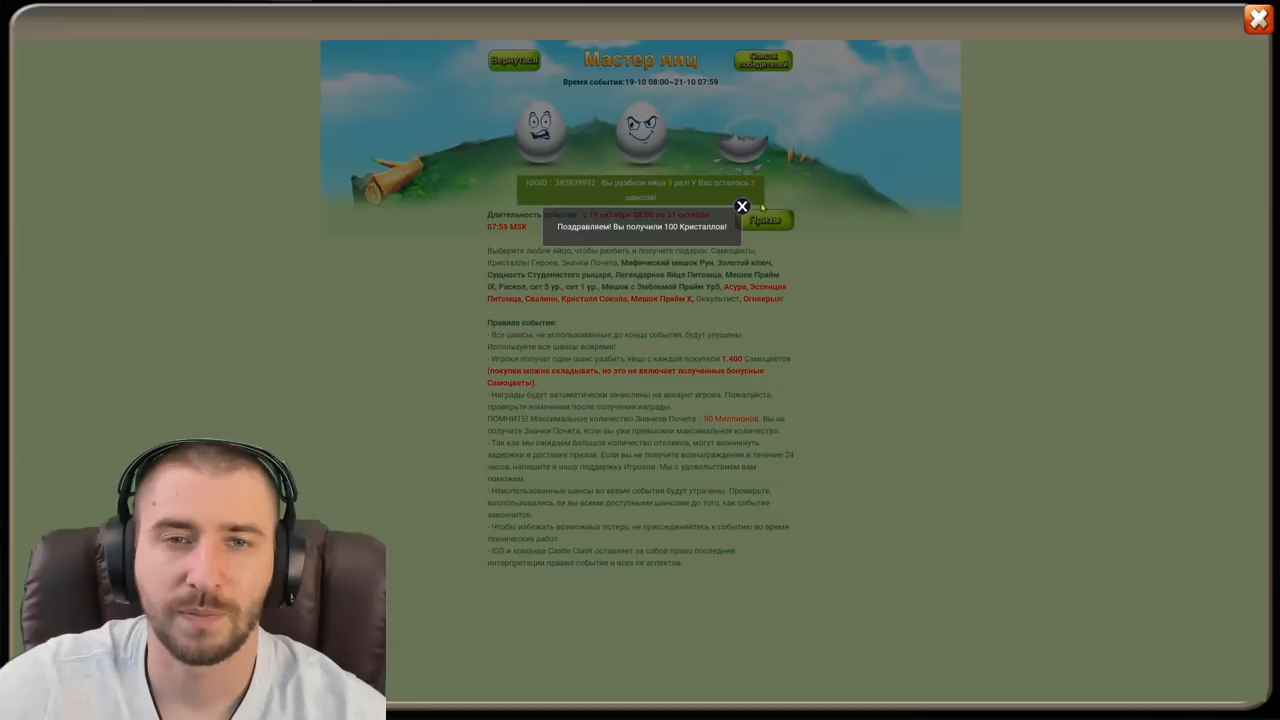 Вернуться
Мастер яиц
Список победителей
Время события:19-10 08:00~21-10 07:59
IGGID : 387839992 Вы разбили яйца 9 раз! У Вас осталось 3
шансов!
Длительность события: с 19 октября 08:00 по 21 октября
07:59 MSK
Призы
X
Поздравляем! Вы получили 100 Кристаллов!
Выберите любое яйцо, чтобы разбить и получите подарок: Самоцветы,
Кристаллы Героев, Значки Почета, Мифический мешок Рун, Золотой ключ,
Сущность Студенистого рыцаря, Легендарное Яйцо Питомца, Мешок Прайм
IX, Раскол, сет 5 ур., сет 1 ур., Мешок с Эмблемой Прайм Ур5, Асура, Эссенция
Питомца, Свалинн, Кристалл Сокола, Мешок Прайм X, Оккультист, Огнекрыл!
Правила события:
- Все шансы, не использованные до конца события, будут упущены.
Используйте все шансы вовремя!
- Игроки получат один шанс разбить яйцо с каждой покупкой 1,400 Самоцветов
(покупки можно складывать, но это не включает полученные бонусные
Самоцветы).
- Награды будут автоматически зачислены на аккаунт игрока. Пожалуйста,
проверьте изменения после получения награды.
ПОМНИТЕ! Максимальное количество Значков Почета - 50 Миллионов. Вы не
получите Значки Почета, если вы уже превысили максимальное количество.
- Так как мы ожидаем большое количество откликов, могут возникнуть
задержки в доставке призов. Если вы не получите вознаграждения в течение 24
часов, напишите в нашу поддержку Игроков. Мы с удовольствием вам
поможем.
- Неиспользованные шансы во время события будут утрачены. Проверьте,
воспользовались ли вы всеми доступными шансами до того, как событие
закончится.
- Чтобы избежать возможных потерь, не присоединяйтесь к событию во время
технических работ.
- IGG и команда Castle Clash оставляет за собой право последней
интерпретации правил события и всех ее аспектов.